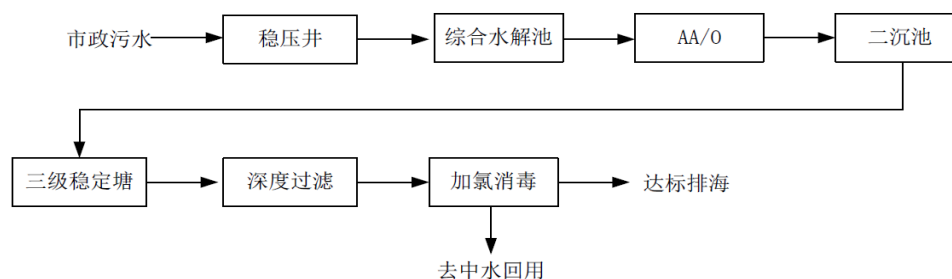 市政污水
稳压井
综合水解池
AA/O
二沉池
三级稳定塘
深度过滤
加氯消毒
达标排海
去中水回用